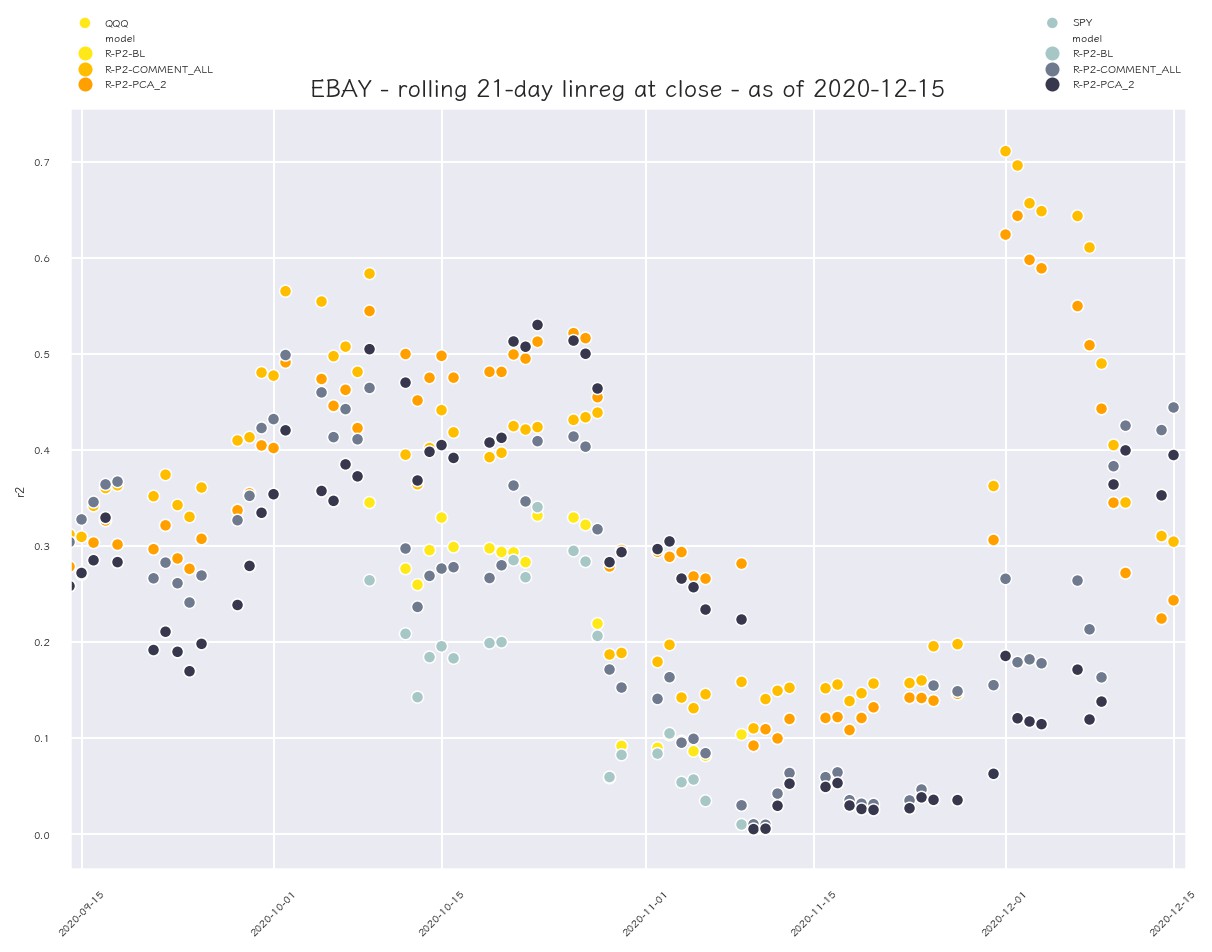 QQQ
model
R-P2-BL
R-P2-COMMENT_ALL
R-P2-PCA_2
SPY
model
R-P2-BL
R-P2-COMMENT_ALL
R-P2-PCA_2
EBAY - rolling 21-day linreg at close - as of 2020-12-15
0.7
0.6
0.5
0.4
0.3
0.2
0.1
0.0
r2
2020-09-15
2020-10-01
2020-10-15
2020-11-01
2020-11-15
2020-12-01
2020-12-15